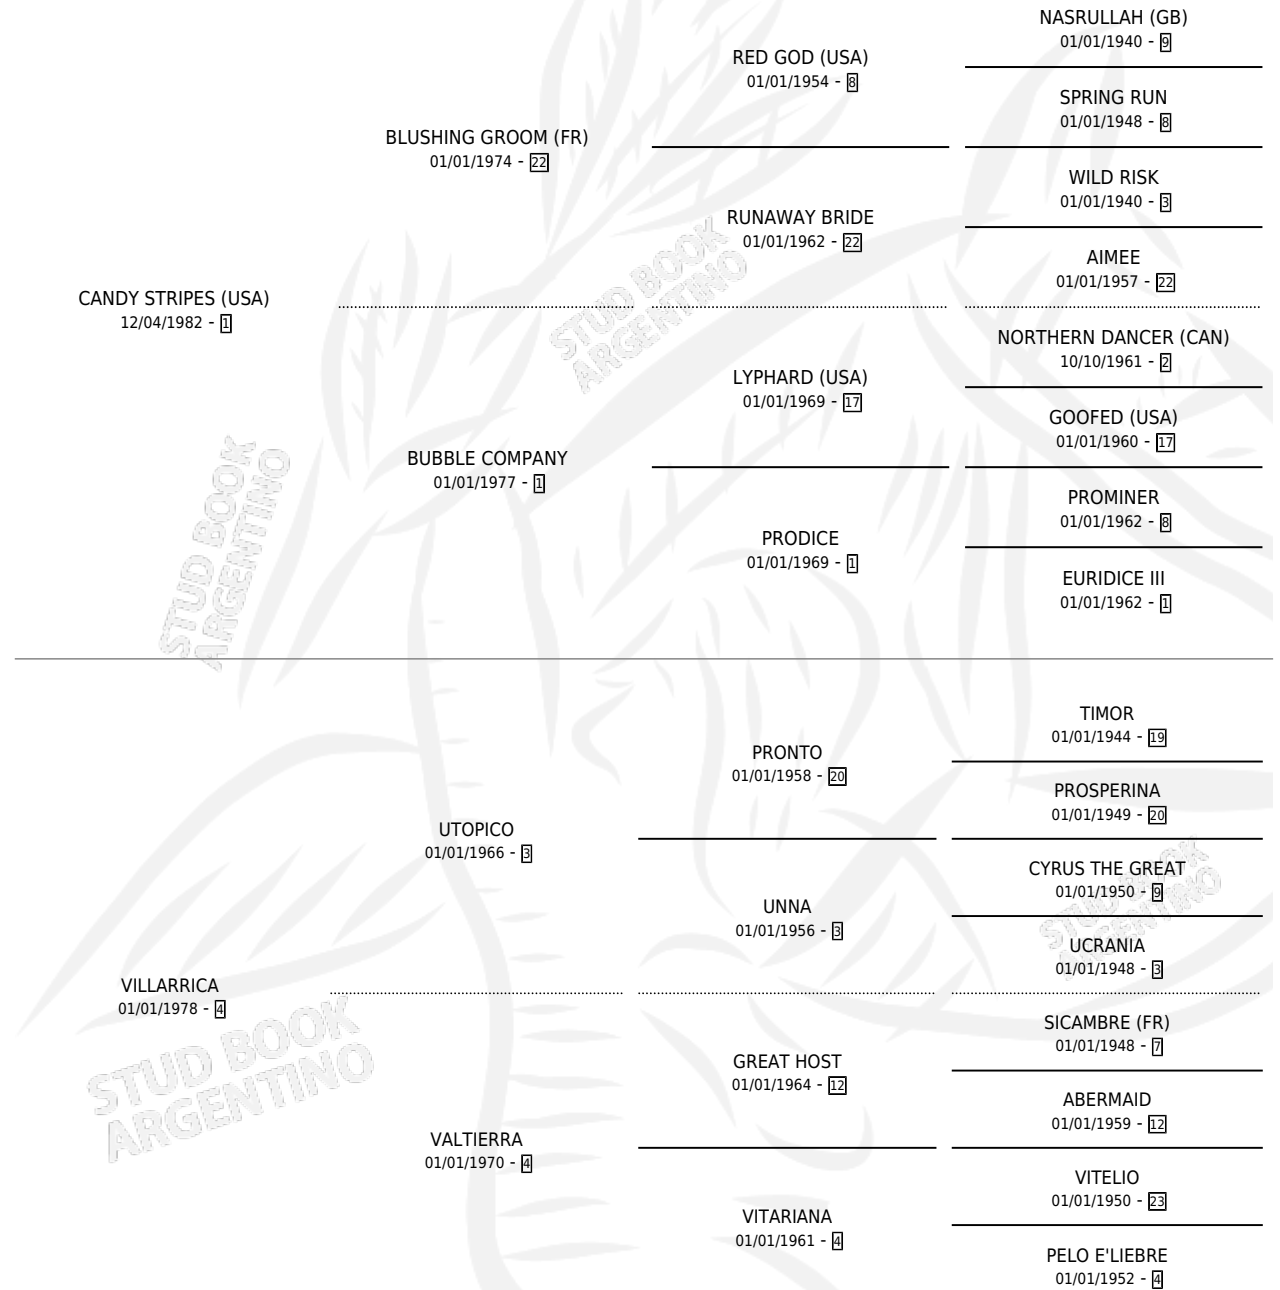 NASRULLAH (GB)
01/01/1940 - 9
RED GOD (USA)
01/01/1954 - 8
SPRING RUN
01/01/1948 - 8
BLUSHING GROOM (FR)
01/01/1974 - 22
WILD RISK
01/01/1940 - 3
RUNAWAY BRIDE
01/01/1962 - 22
AIMEE
01/01/1957 - 22
CANDY STRIPES (USA)
12/04/1982 - 1
STUD BOOK
ARGENTINO
NORTHERN DANCER (CAN)
10/10/1961 - 2
LYPHARD (USA)
01/01/1969 - 17
GOOFED (USA)
01/01/1960 - 17
BUBBLE COMPANY
01/01/1977 - 1
PROMINER
01/01/1962 - 8
PRODICE
01/01/1969 - 1
EURIDICE III
01/01/1962 - 1
STUD BOOK
ARGENTINO
TIMOR
01/01/1944 - 19
PRONTO
01/01/1958 - 20
PROSPERINA
01/01/1949 - 20
UTOPICO
01/01/1966 - 3
CYRUS THE GREAT
01/01/1950 - 9
UNNA
01/01/1956 - 3
UCRANIA
01/01/1948 - 3
STUD BOOK
ARGENTINO
VILLARRICA
01/01/1978 - 4
SICAMBRE (FR)
01/01/1948 - 7
GREAT HOST
01/01/1964 - 12
ABERMAID
01/01/1959 - 12
STUD BOOK
ARGENTINO
VALTIERRA
01/01/1970 - 4
VITELIO
01/01/1950 - 23
VITARIANA
01/01/1961 - 4
PELO E'LIEBRE
01/01/1952 - 4